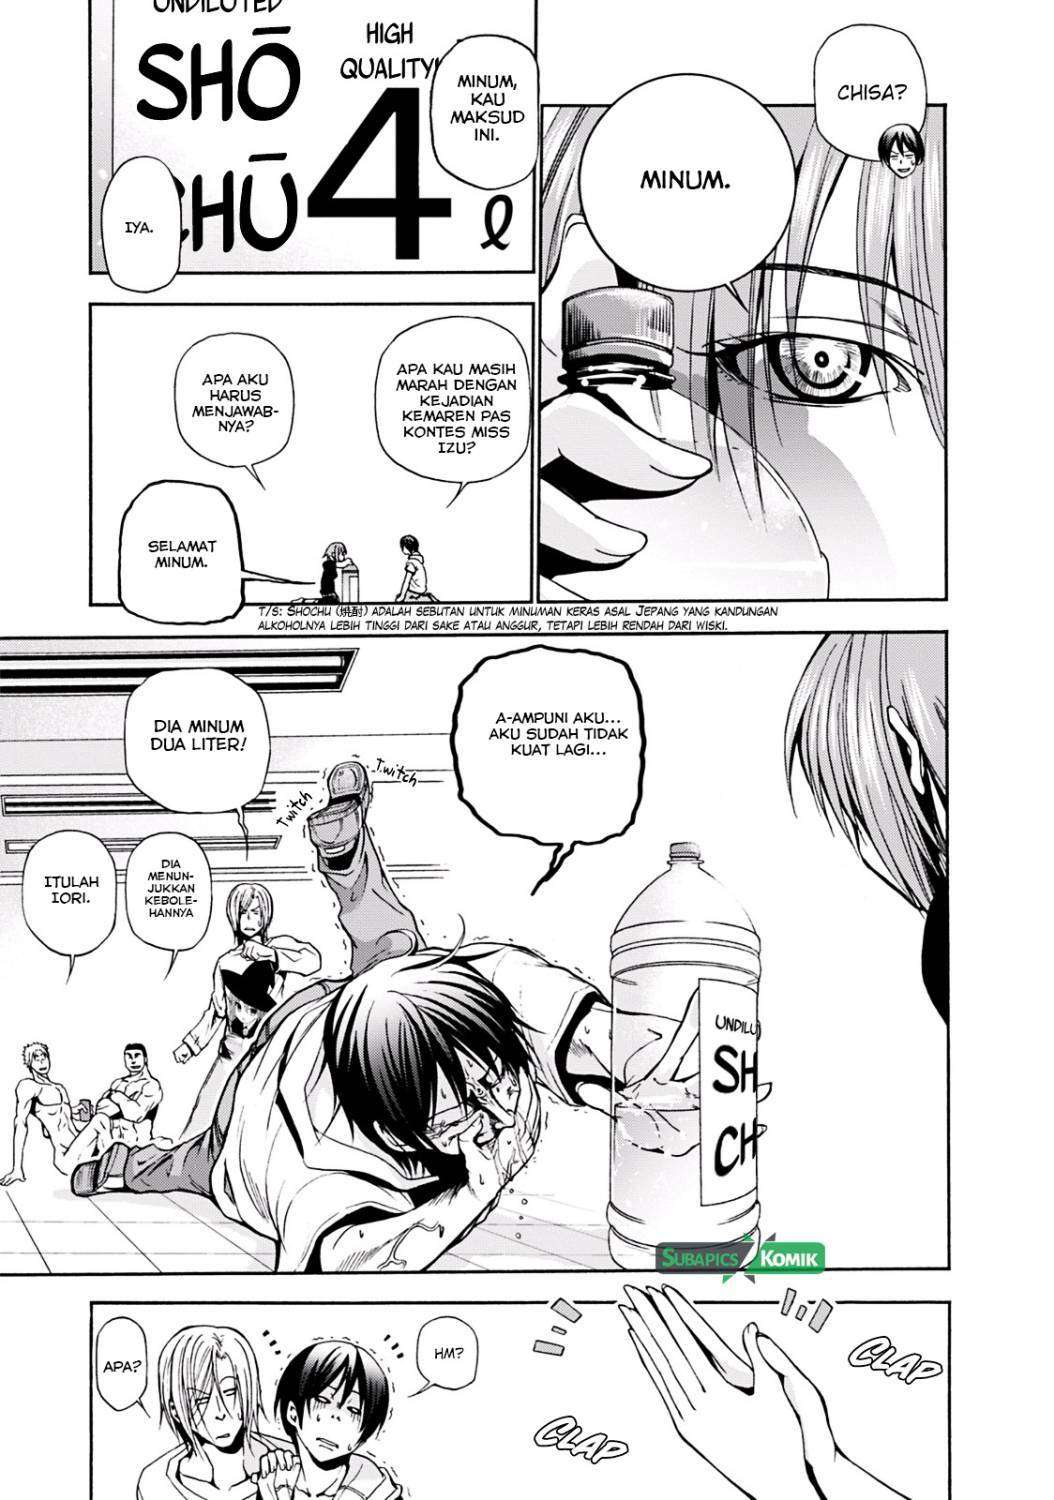 CHISA?
MINUM.
UNDILUTED
SHŌ
CHŪ
HIGH
QUALITY!
4ℓ
MINUM,
KAU
MAKSUD
INI.
IYA.
APA KAU MASIH
MARAH DENGAN
KEJADIAN
KEMAREN PAS
KONTES MISS
IZU?
APA AKU
HARUS
MENJAWAB-
NYA?
SELAMAT
MINUM.
T/S: SHOCHU (焼酎) ADALAH SEBUTAN UNTUK MINUMAN KERAS ASAL JEPANG YANG KANDUNGAN
ALKOHOLNYA LEBIH TINGGI DARI SAKE ATAU ANGGUR, TETAPI LEBIH RENDAH DARI WISKI.
A-AMPUNI AKU...
AKU SUDAH TIDAK
KUAT LAGI...
DIA MINUM
DUA LITER!
Twitch
Twitch
DIA
MENUN-
JUKKAN
KEBOLE-
HANNYA
ITULAH
IORI.
UNDILU
SH
CH
SUBAPICS KOMIK
CLAP
CLAP
HM?
APA?